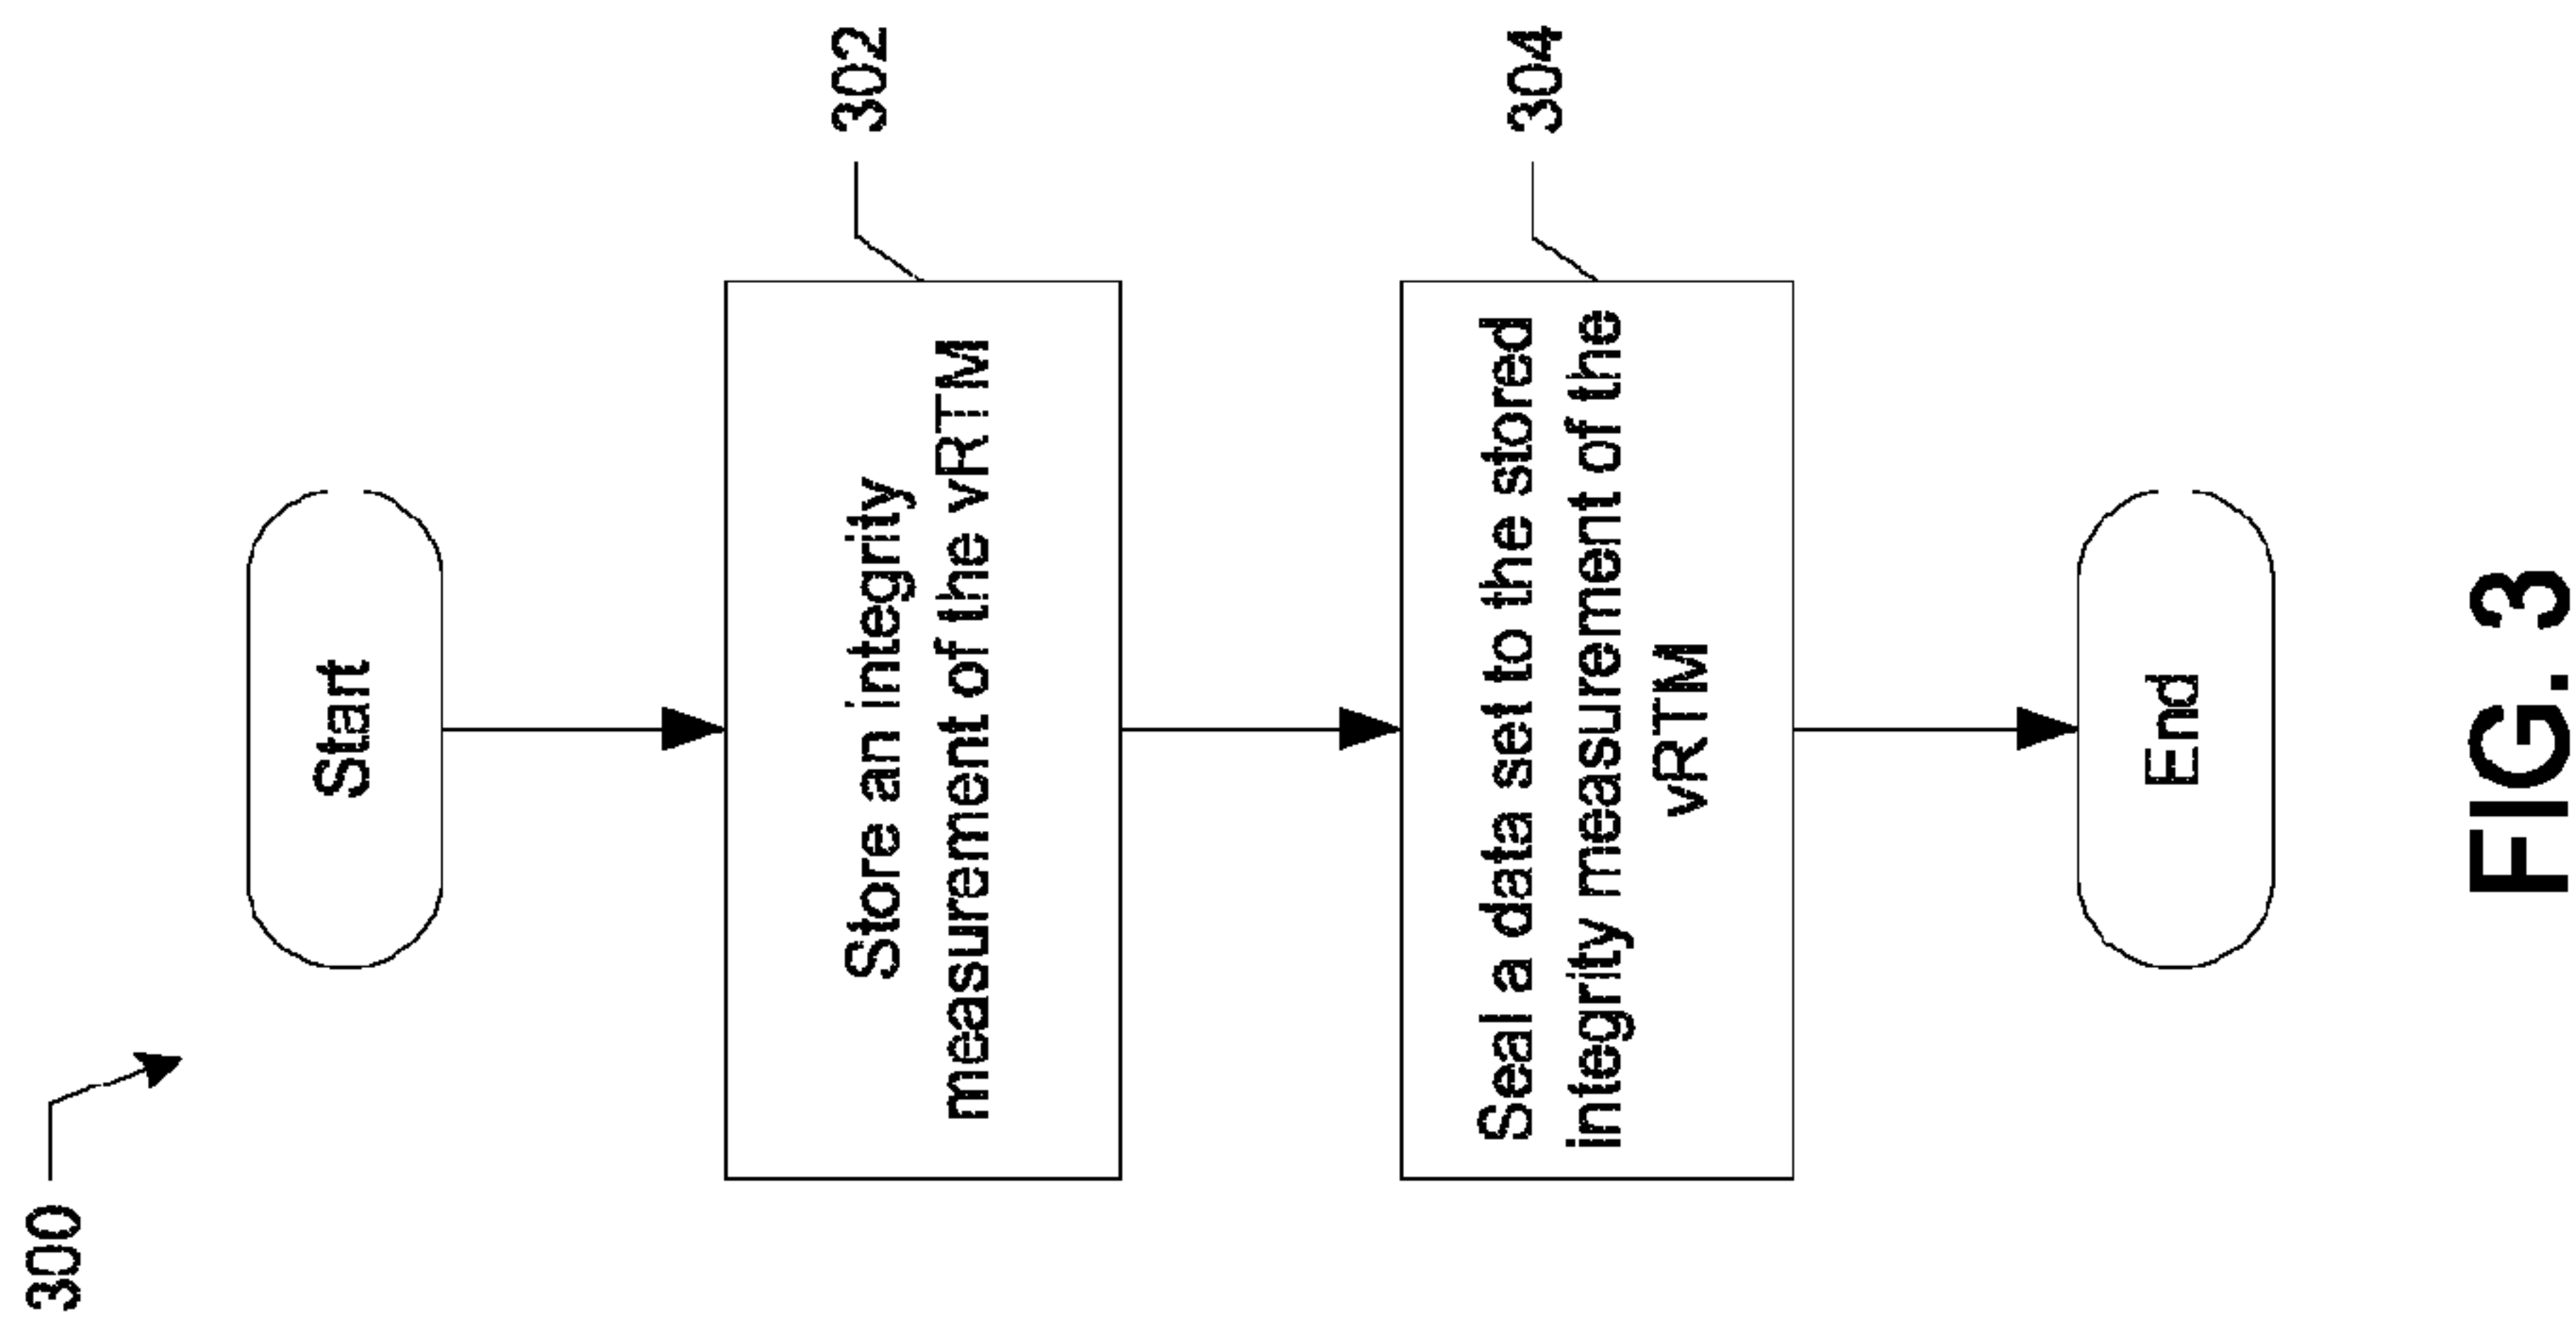 300
Start
Store an integrity
measurement of the vRTM
302
Seal a data set to the stored
integrity measurement of the
vRTM
304
End
FIG. 3